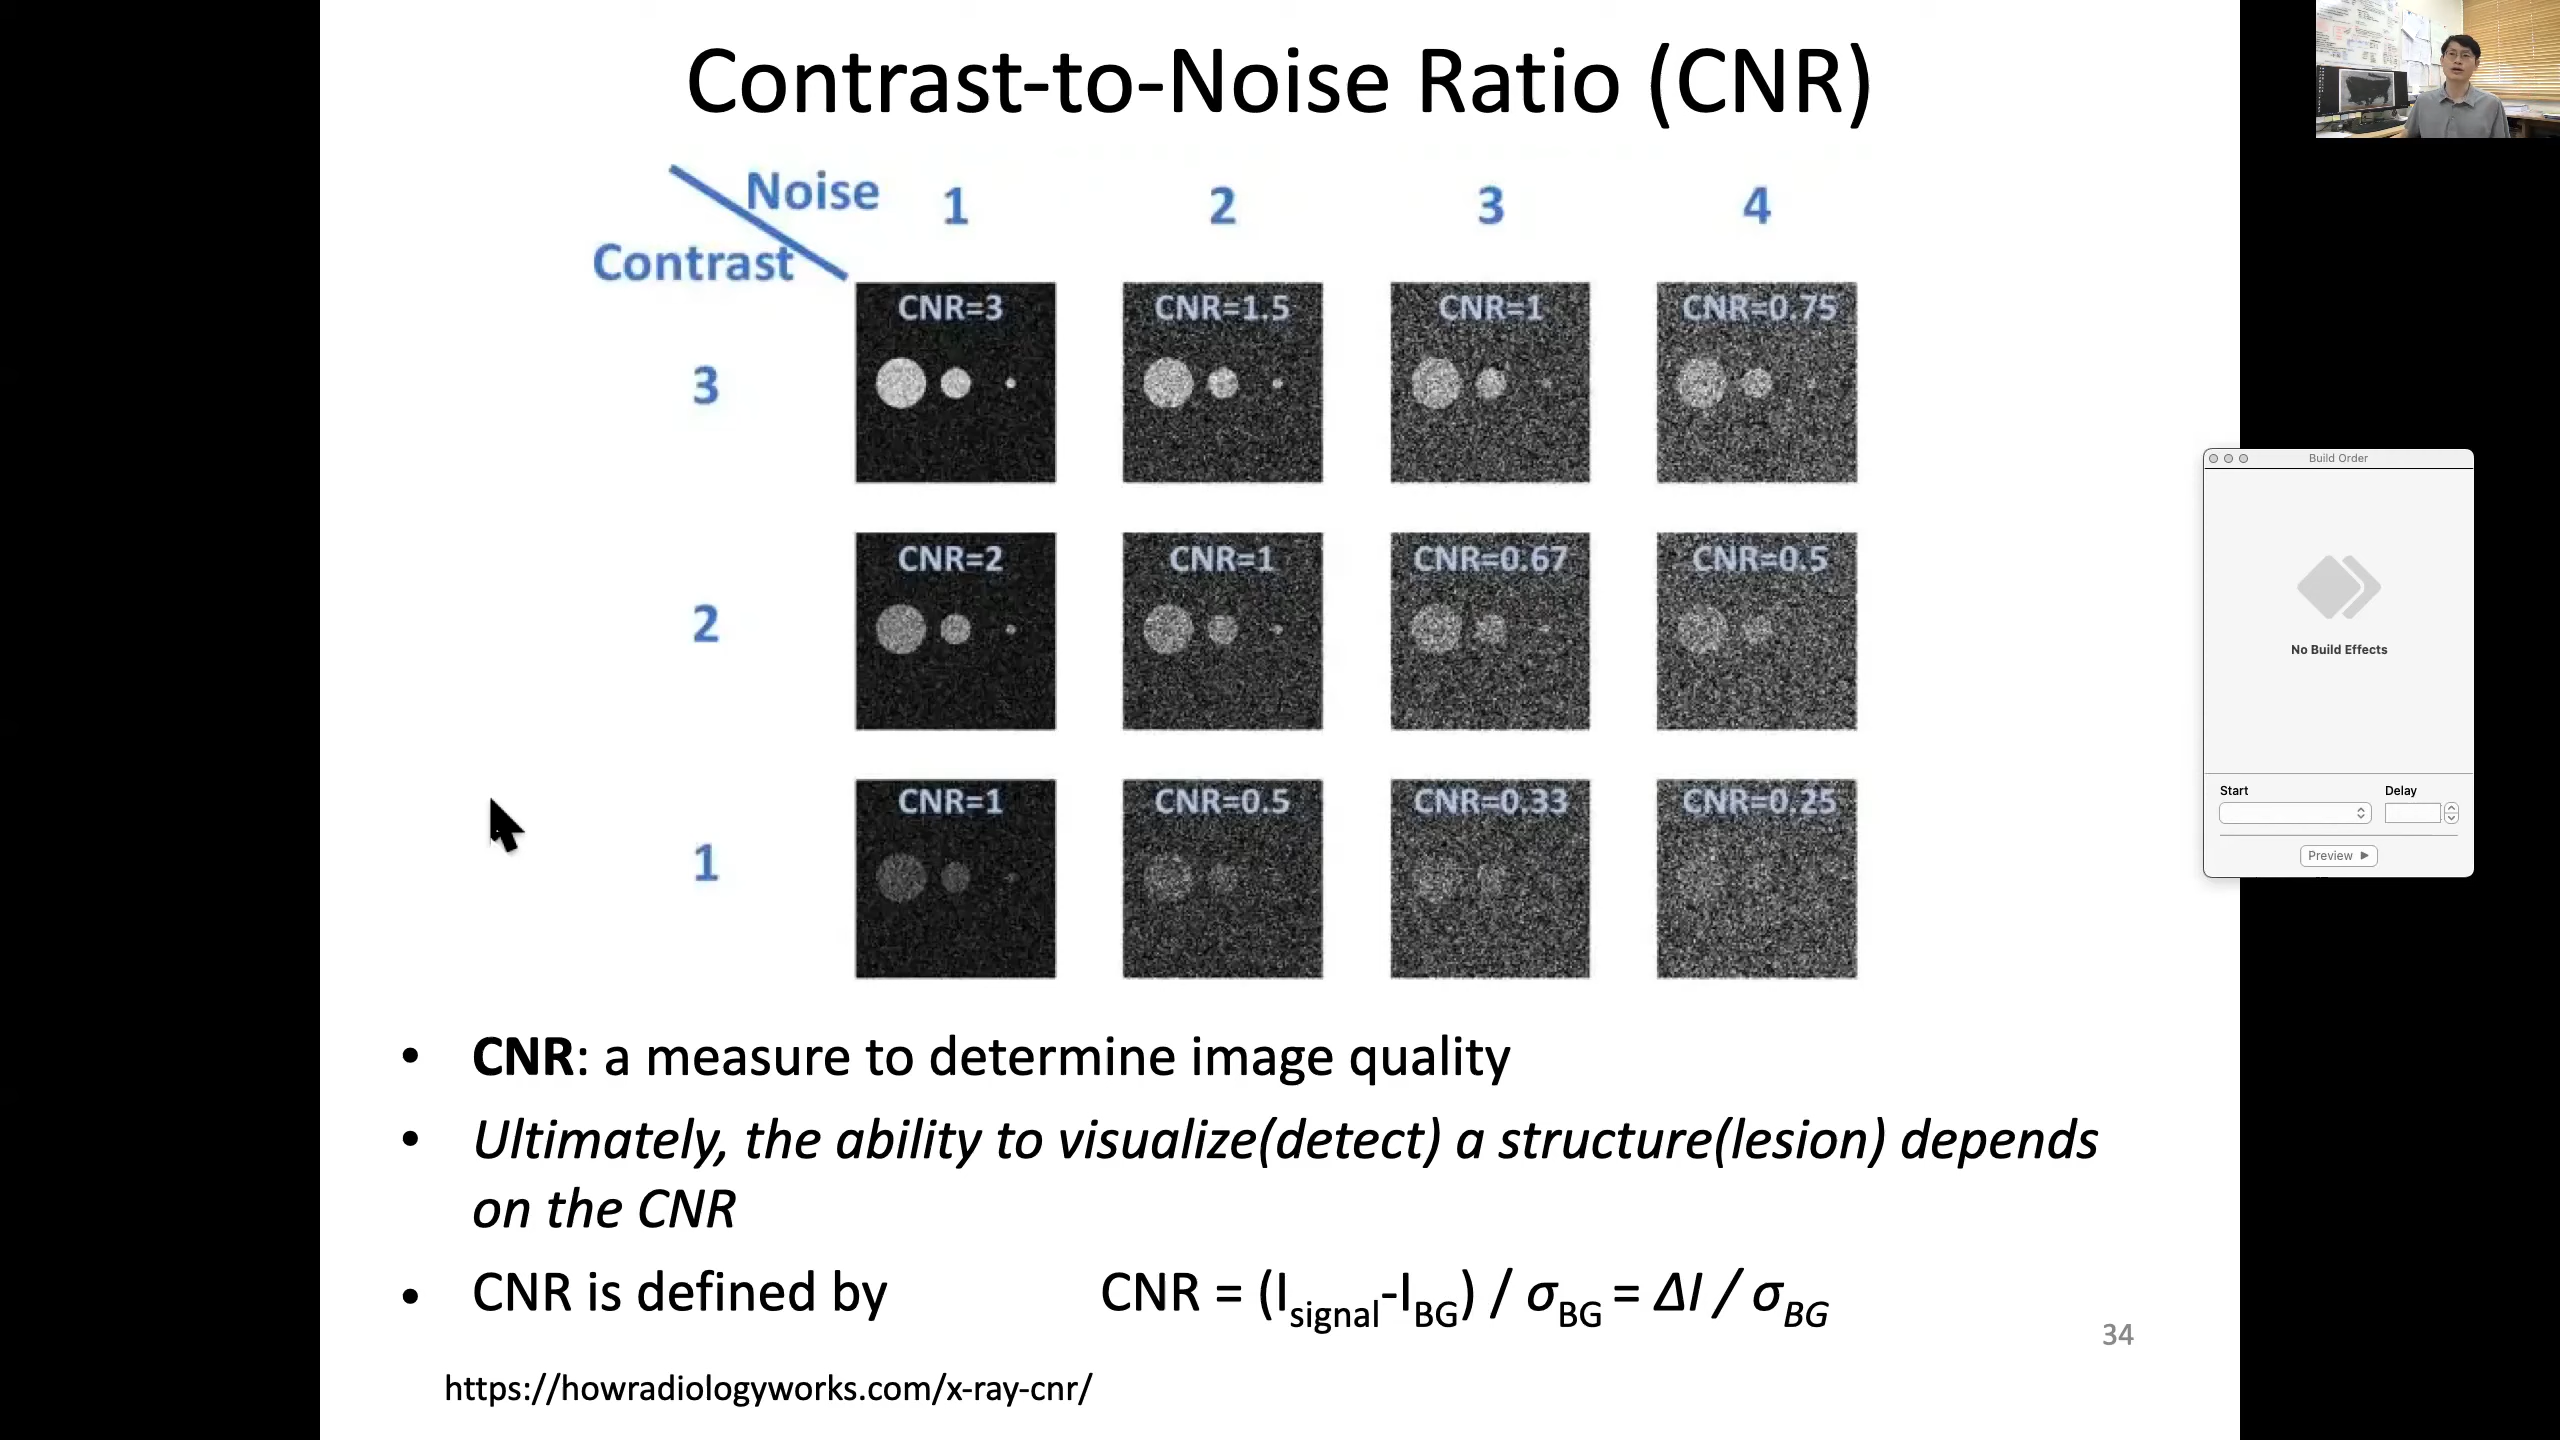 Contrast-to-Noise Ratio (CNR)
Noise 1 2 3 4
Contrast
CNR=3 CNR=1.5 CNR=1 CNR=0.75
3
CNR=2 CNR=1 CNR=0.67 CNR=0.5
2
CNR=1 CNR=0.5 CNR=0.33 CNR=0.25
1
• CNR: a measure to determine image quality
• Ultimately, the ability to visualize(detect) a structure(lesion) depends
on the CNR
• CNR is defined by CNR = (Isignal-IBG) / σBG = ΔI / σBG
34
https://howradiologyworks.com/x-ray-cnr/
Build Order
No Build Effects
Start Delay
Preview